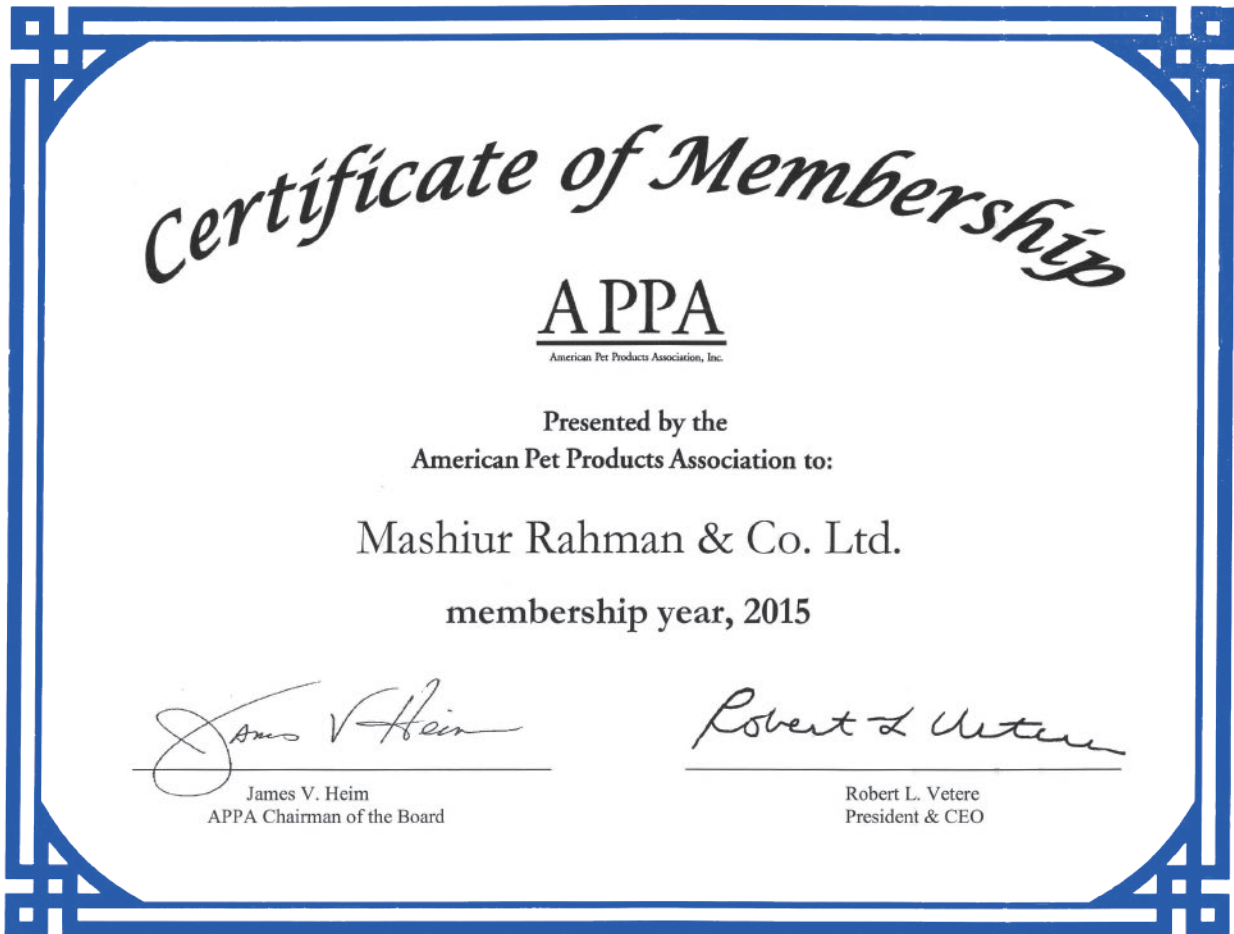 Certificate of Membership
APPA
American Pet Products Association, Inc.
Presented by the
American Pet Products Association to:
Mashiur Rahman & Co. Ltd.
membership year, 2015
James V. Heim
Robert L Vetere
James V. Heim
APPA Chairman of the Board
Robert L. Vetere
President & CEO